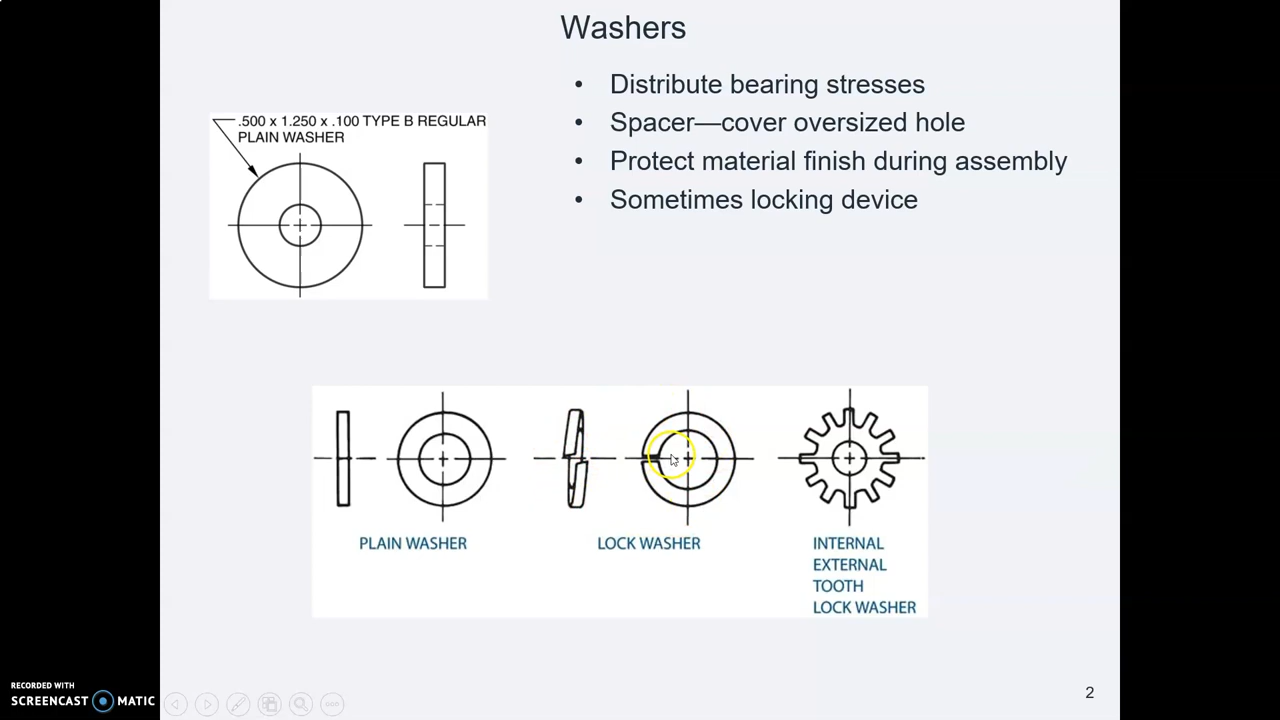 Washers
• Distribute bearing stresses
• Spacer—cover oversized hole
• Protect material finish during assembly
• Sometimes locking device
.500 x 1.250 x .100 TYPE B REGULAR
PLAIN WASHER
PLAIN WASHER
LOCK WASHER
INTERNAL
EXTERNAL
TOOTH
LOCK WASHER
2
RECORDED WITH
SCREENCAST MATIC